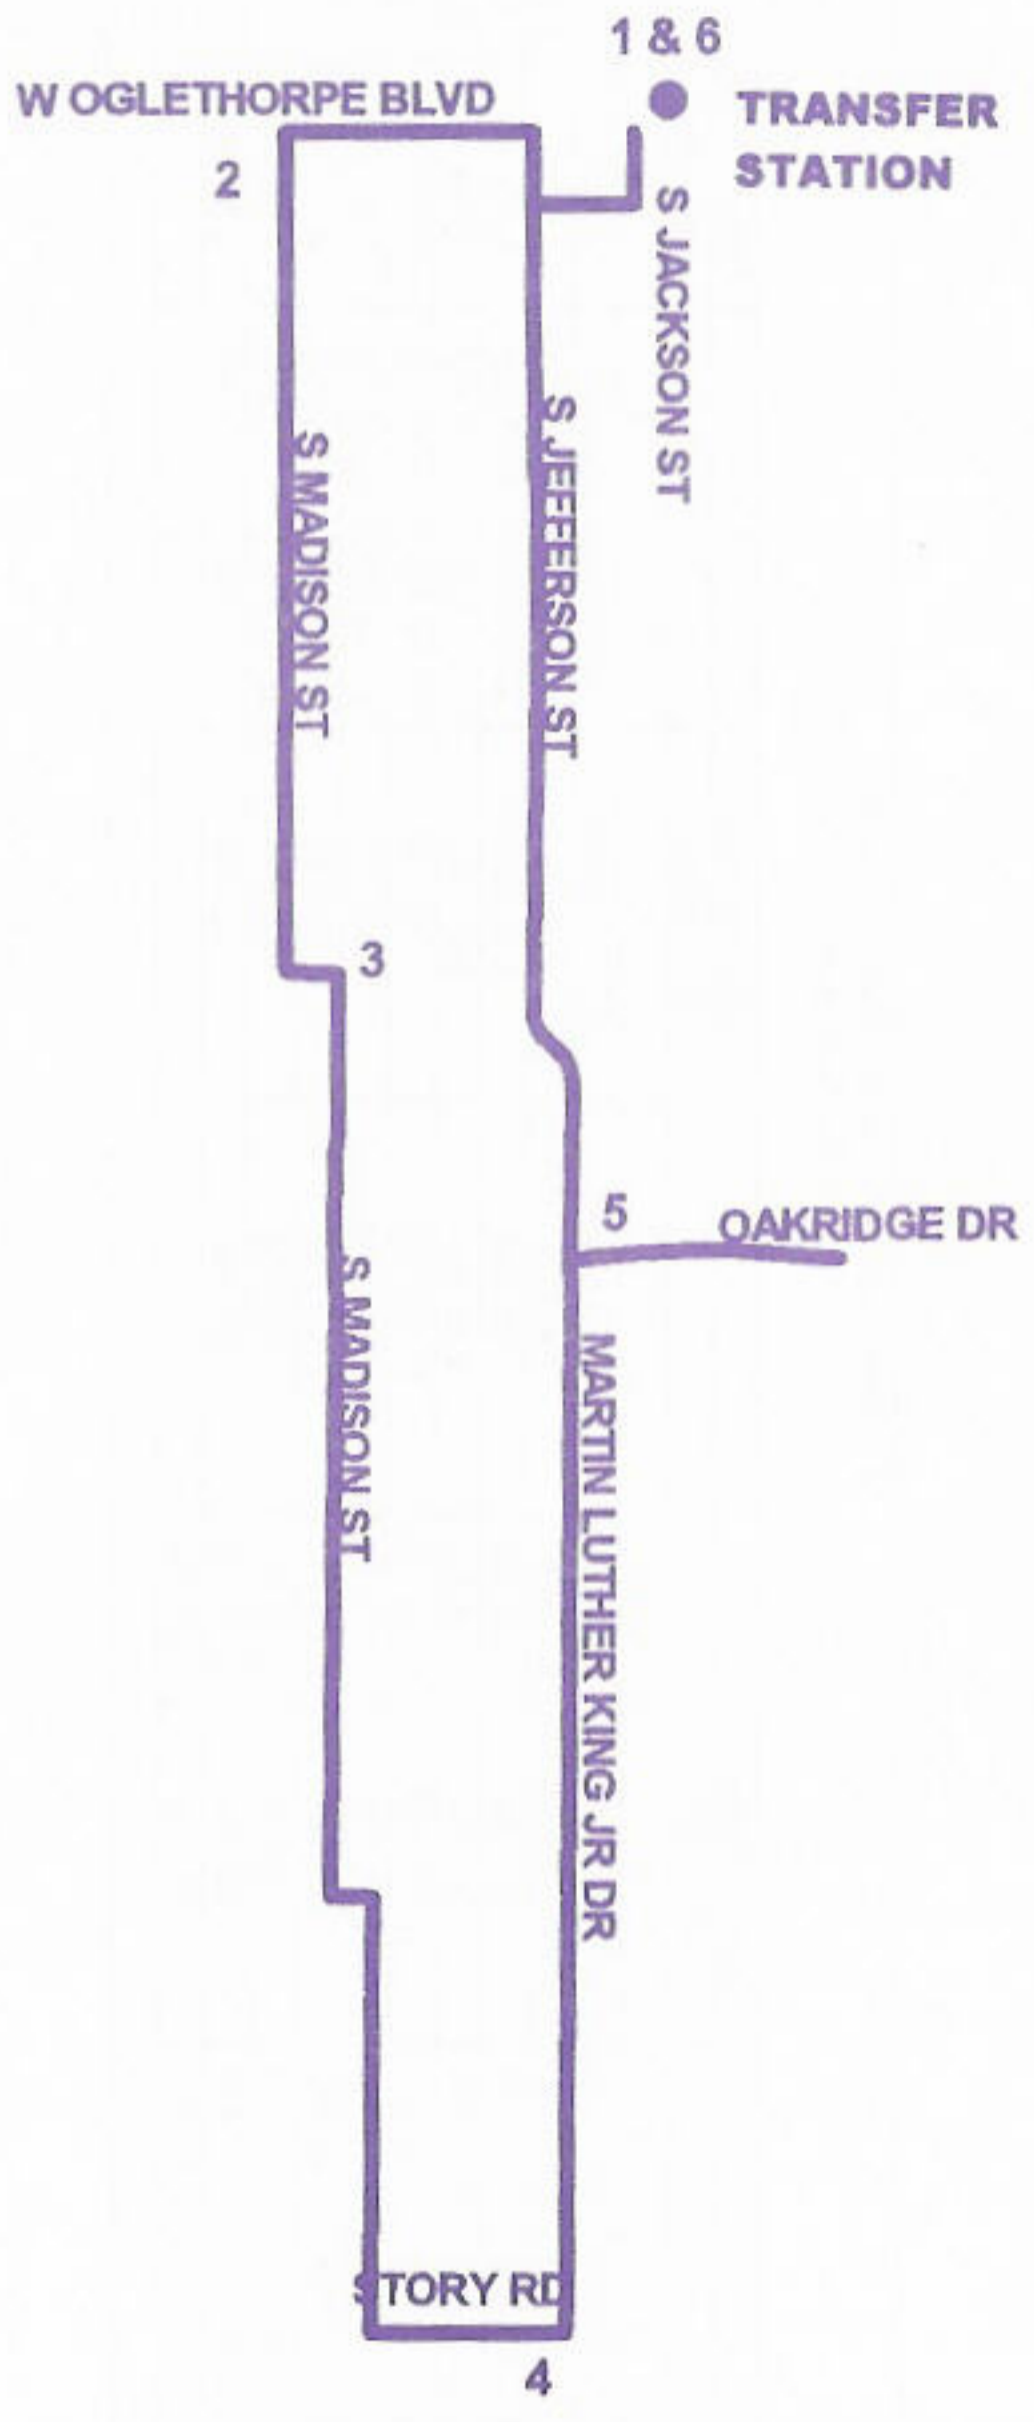 1 & 6
W OGLETHORPE BLVD
TRANSFER
STATION
2
S JACKSON ST
S JEFFERSON ST
S MADISON ST
3
5
OAKRIDGE DR
S MADISON ST
MARTIN LUTHER KING JR DR
STORY RD
4